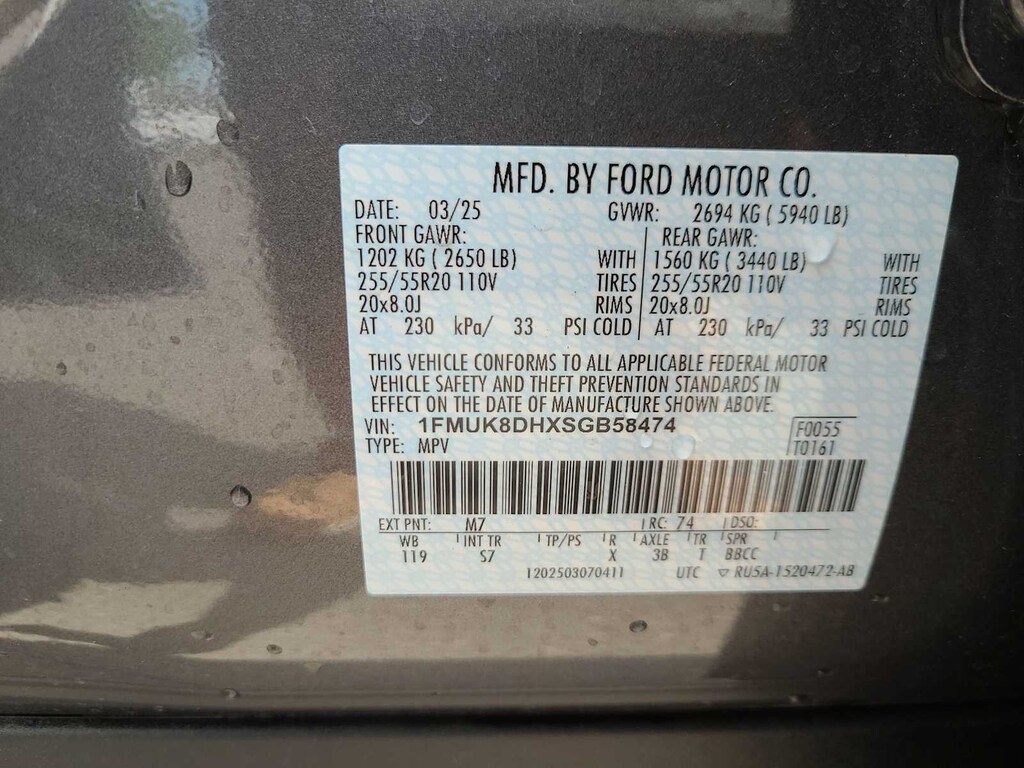 MFD. BY FORD MOTOR CO.
DATE: 03/25 GVWR: 2694 KG ( 5940 LB)
FRONT GAWR: REAR GAWR:
1202 KG ( 2650 LB) WITH 1560 KG ( 3440 LB) WITH
255/55R20 110V TIRES 255/55R20 110V TIRES
20x8.0J RIMS 20x8.0J RIMS
AT 230 kPa/ 33 PSI COLD AT 230 kPa/ 33 PSI COLD
THIS VEHICLE CONFORMS TO ALL APPLICABLE FEDERAL MOTOR
VEHICLE SAFETY AND THEFT PREVENTION STANDARDS IN
EFFECT ON THE DATE OF MANUFACTURE SHOWN ABOVE.
VIN: 1FMUK8DHXSGB58474 F0055
TYPE: MPV T0161
EXT PNT: M7 RC: 74 DSO:
WB INT TR TP/PS R AXLE TR SPR
119 S7 X 3B T BBCC
1202503070411 UTC ▽ RU5A-1520472-AB